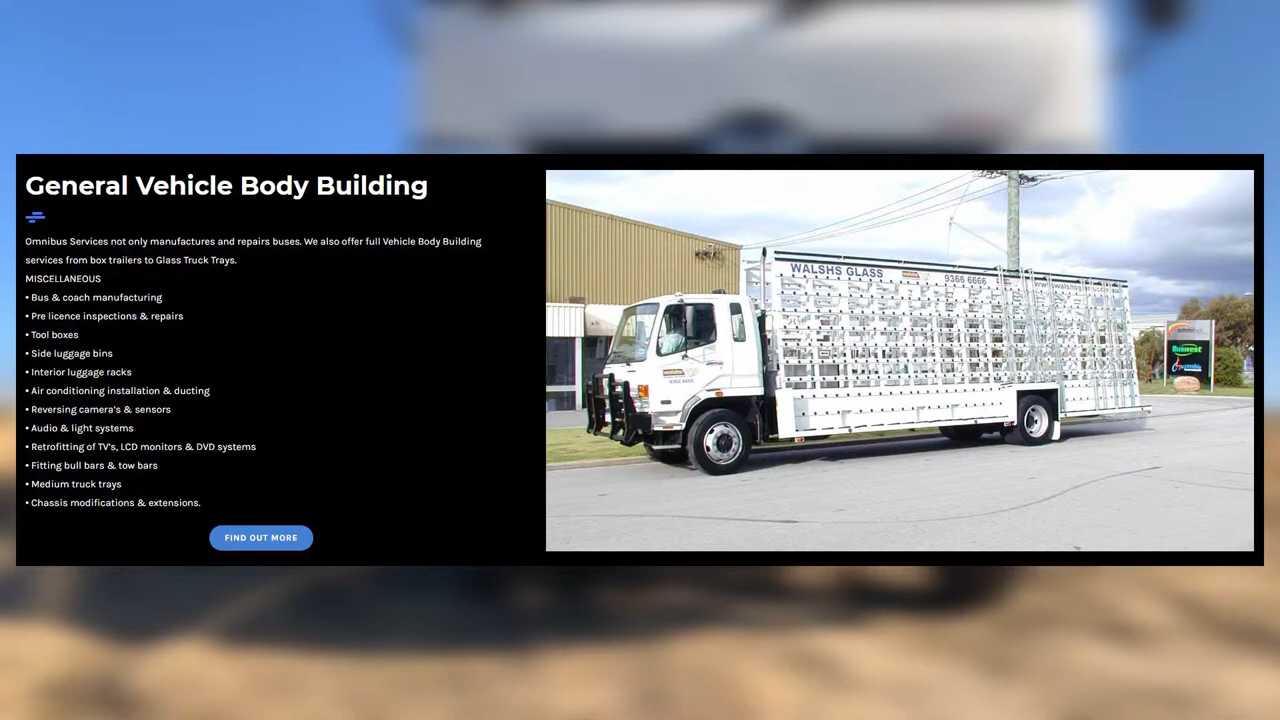 General Vehicle Body Building
Omnibus Services not only manufactures and repairs buses. We also offer full Vehicle Body Building
services from box trailers to Glass Truck Trays.
MISCELLANEOUS
• Bus & coach manufacturing
• Pre licence inspections & repairs
• Tool boxes
• Side luggage bins
• Interior luggage racks
• Air conditioning installation & ducting
• Reversing camera's & sensors
• Audio & light systems
• Retrofitting of TV's, LCD monitors & DVD systems
• Fitting bull bars & tow bars
• Medium truck trays
• Chassis modifications & extensions.
FIND OUT MORE
WALSHS GLASS
9366 6666
9366 6666
Buswest